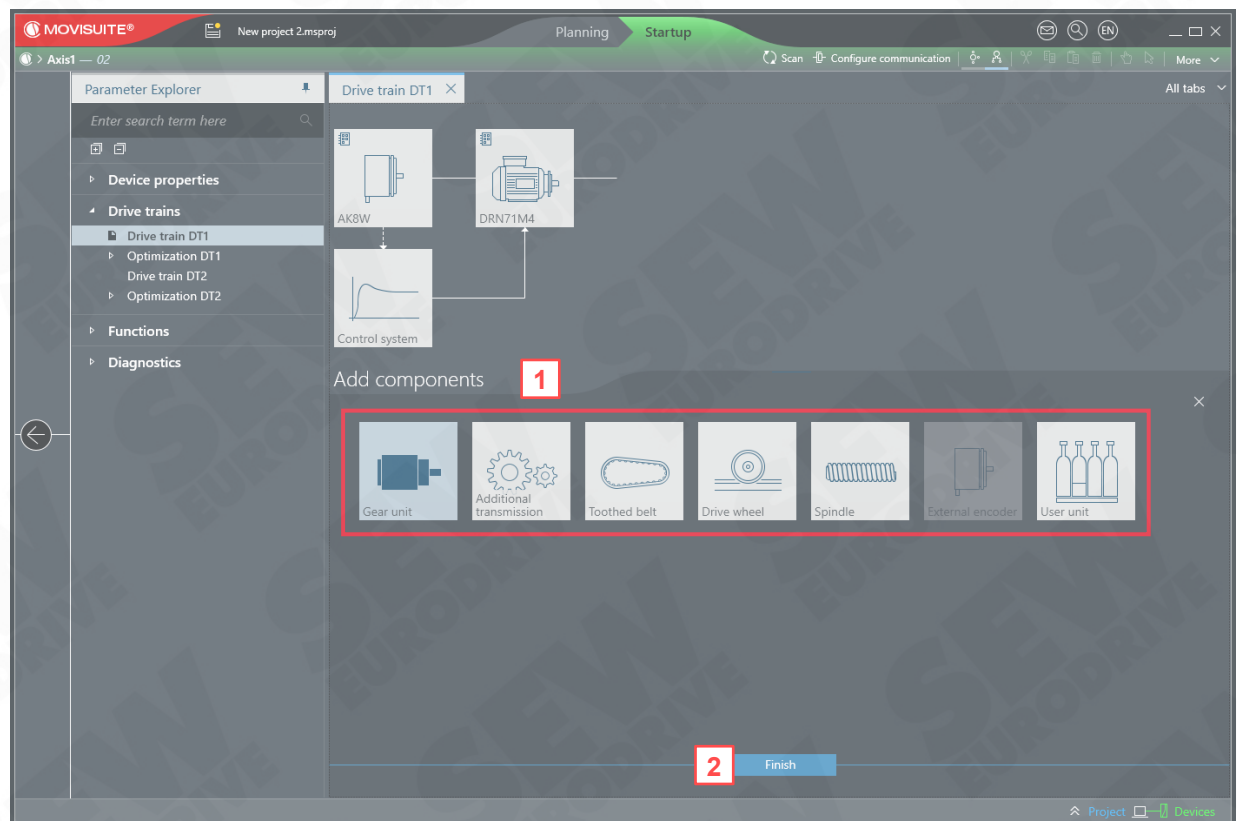 MOVISUITE®
New project 2.msproj
Planning
Startup
EN
> Axis1 — 02
Scan
Configure communication
More
Parameter Explorer
Drive train DT1
All tabs
Enter search term here
Device properties
Drive trains
Drive train DT1
Optimization DT1
Drive train DT2
Optimization DT2
Functions
Diagnostics
AK8W
DRN71M4
Control system
Add components
1
Gear unit
Additional
transmission
Toothed belt
Drive wheel
Spindle
External encoder
User unit
2
Finish
Project
Devices
SEW
EURODRIVE